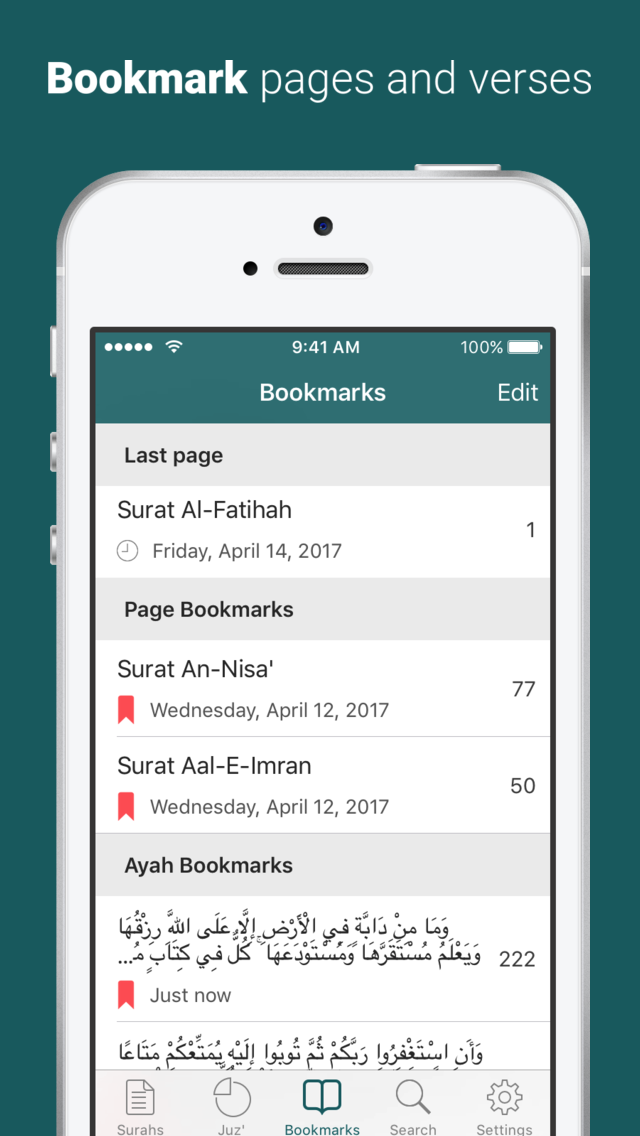 Bookmark pages and verses
9:41 AM
100%
Bookmarks
Edit
Last page
Surat Al-Fatihah
1
Friday, April 14, 2017
Page Bookmarks
Surat An-Nisa'
77
Wednesday, April 12, 2017
Surat Aal-E-Imran
50
Wednesday, April 12, 2017
Ayah Bookmarks
وَمَا مِنْ دَابَّةٍ فِي الْأَرْضِ إِلَّا عَلَى اللَّهِ رِزْقُهَا
وَيَعْلَمُ مُسْتَقَرَّهَا وَمُسْتَوْدَعَهَا ۚ كُلٌّ فِي كِتَابٍ مُ...
222
Just now
وَأَنِ اسْتَغْفِرُوا رَبَّكُمْ ثُمَّ تُوبُوا إِلَيْهِ يُمَتِّعْكُمْ مَتَاعًا
Surahs
Juz'
Bookmarks
Search
Settings